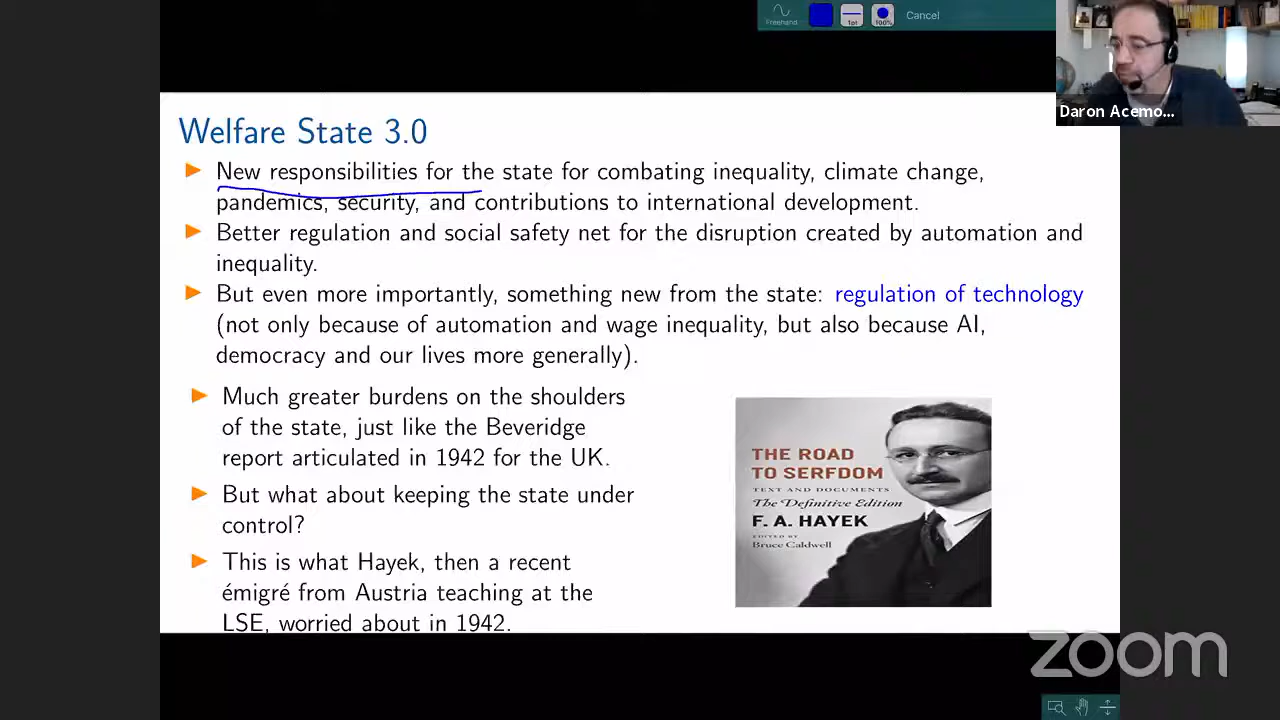 Freehand
1pt
100%
Cancel
Daron Acemo...
Welfare State 3.0
New responsibilities for the state for combating inequality, climate change,
pandemics, security, and contributions to international development.
Better regulation and social safety net for the disruption created by automation and
inequality.
But even more importantly, something new from the state: regulation of technology
(not only because of automation and wage inequality, but also because AI,
democracy and our lives more generally).
Much greater burdens on the shoulders
of the state, just like the Beveridge
report articulated in 1942 for the UK.
But what about keeping the state under
control?
This is what Hayek, then a recent
émigré from Austria teaching at the
LSE, worried about in 1942.
THE ROAD
TO SERFDOM
TEXT AND DOCUMENTS
The Definitive Edition
F. A. HAYEK
EDITED BY
Bruce Caldwell
zoom